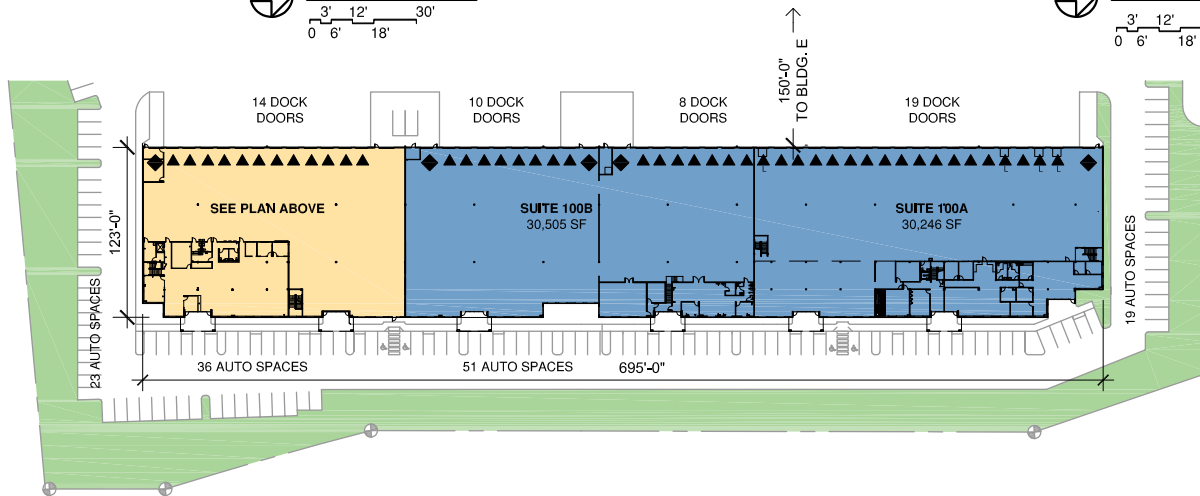 3' 12' 30'
0 6' 18'
3' 12'
0 6' 18'
150'-0"
TO BLDG. E
14 DOCK
DOORS
10 DOCK
DOORS
8 DOCK
DOORS
19 DOCK
DOORS
123'-0"
SEE PLAN ABOVE
SUITE 100B
30,505 SF
SUITE 100A
30,246 SF
23 AUTO SPACES
19 AUTO SPACES
36 AUTO SPACES
51 AUTO SPACES
695'-0"